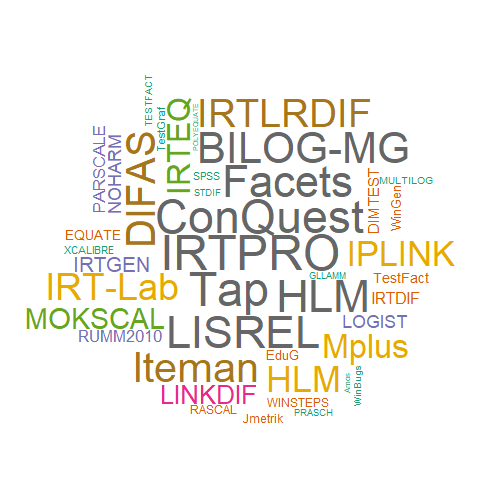 TESTFACT
TestGraf
POLYEQUATE
IRTLRDIF
IRTEQ
PARSCALE
NOHARM
DIFAS
BILOG-MG
SPSS
STDIF
Facets
DIMTEST
WinGen
MULTILOG
ConQuest
EQUATE
XCALIBRE
IRTPRO
IPLINK
IRTGEN
GLLAMM
TestFact
IRT-Lab
Tap
HLM
IRTDIF
MOKSCAL
LISREL
LOGIST
RUMM2010
Mplus
EduG
Iteman
HLM
Amos
WinBugs
LINKDIF
WINSTEPS
RASCAL
PRASCH
Jmetrik